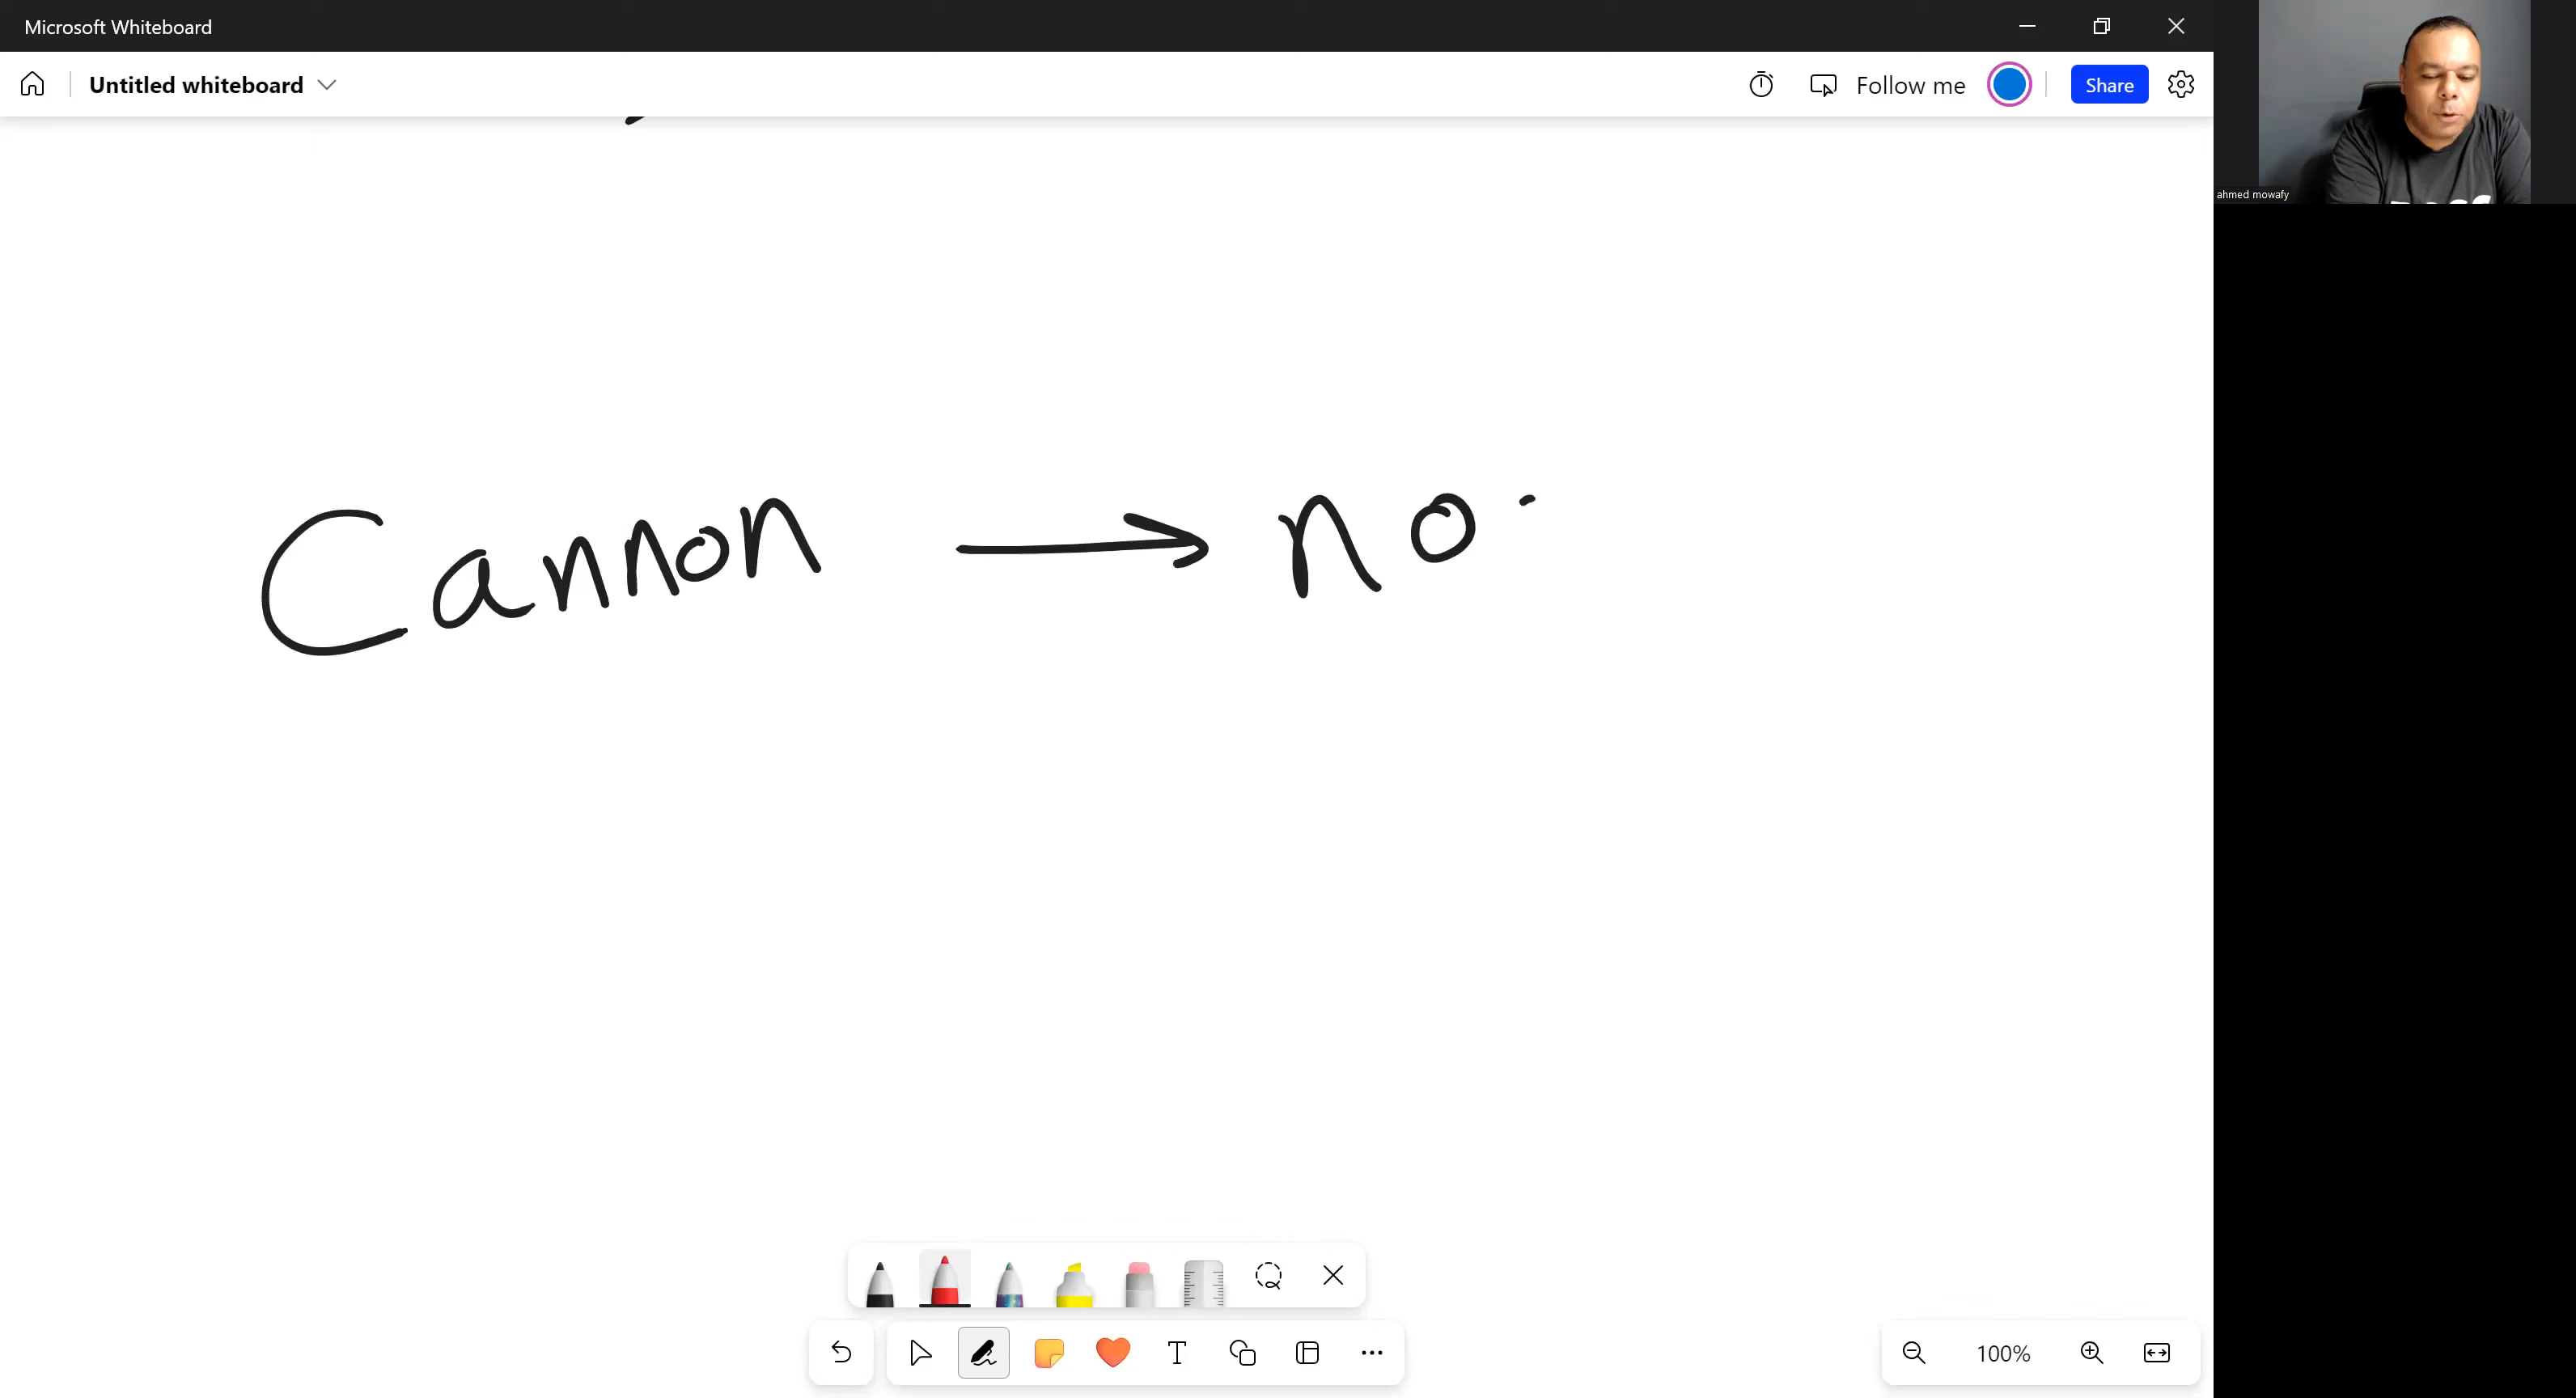 Microsoft Whiteboard
Untitled whiteboard
Follow me
Share
ahmed mowafy
Cannon → no
100%